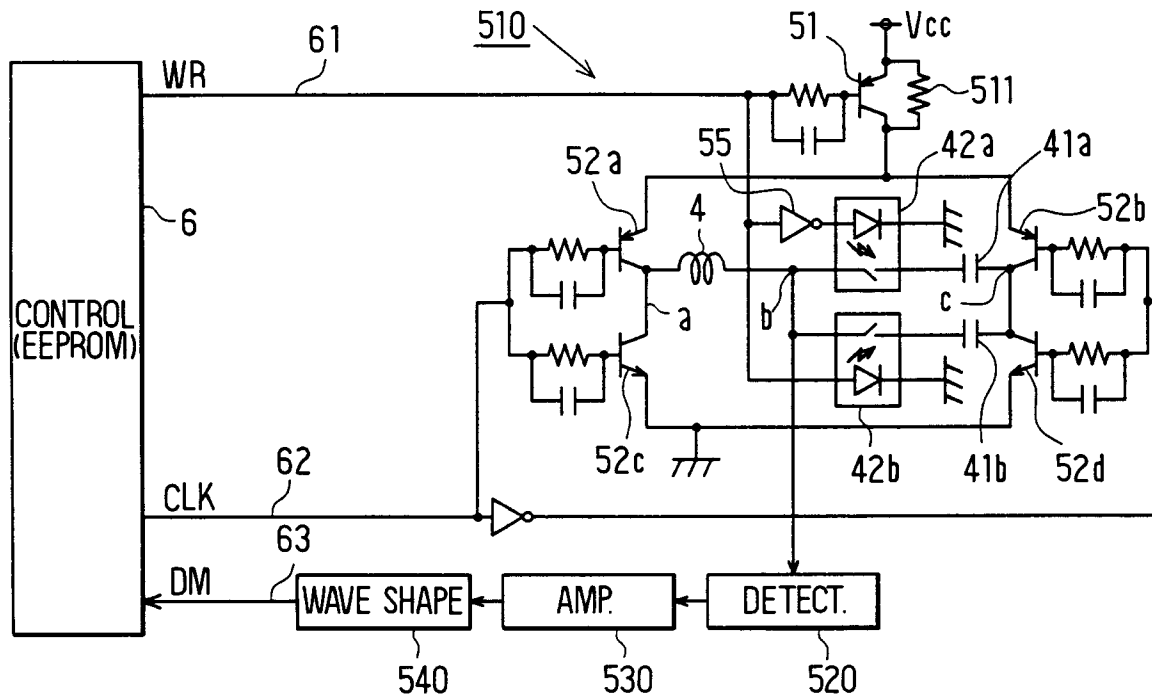 510
51
Vcc
61
WR
511
42a
41a
55
52a
52b
4
6
CONTROL
(EEPROM)
a
b
c
52c
42b
41b
52d
62
CLK
63
DM
WAVE SHAPE
AMP.
DETECT.
540
530
520